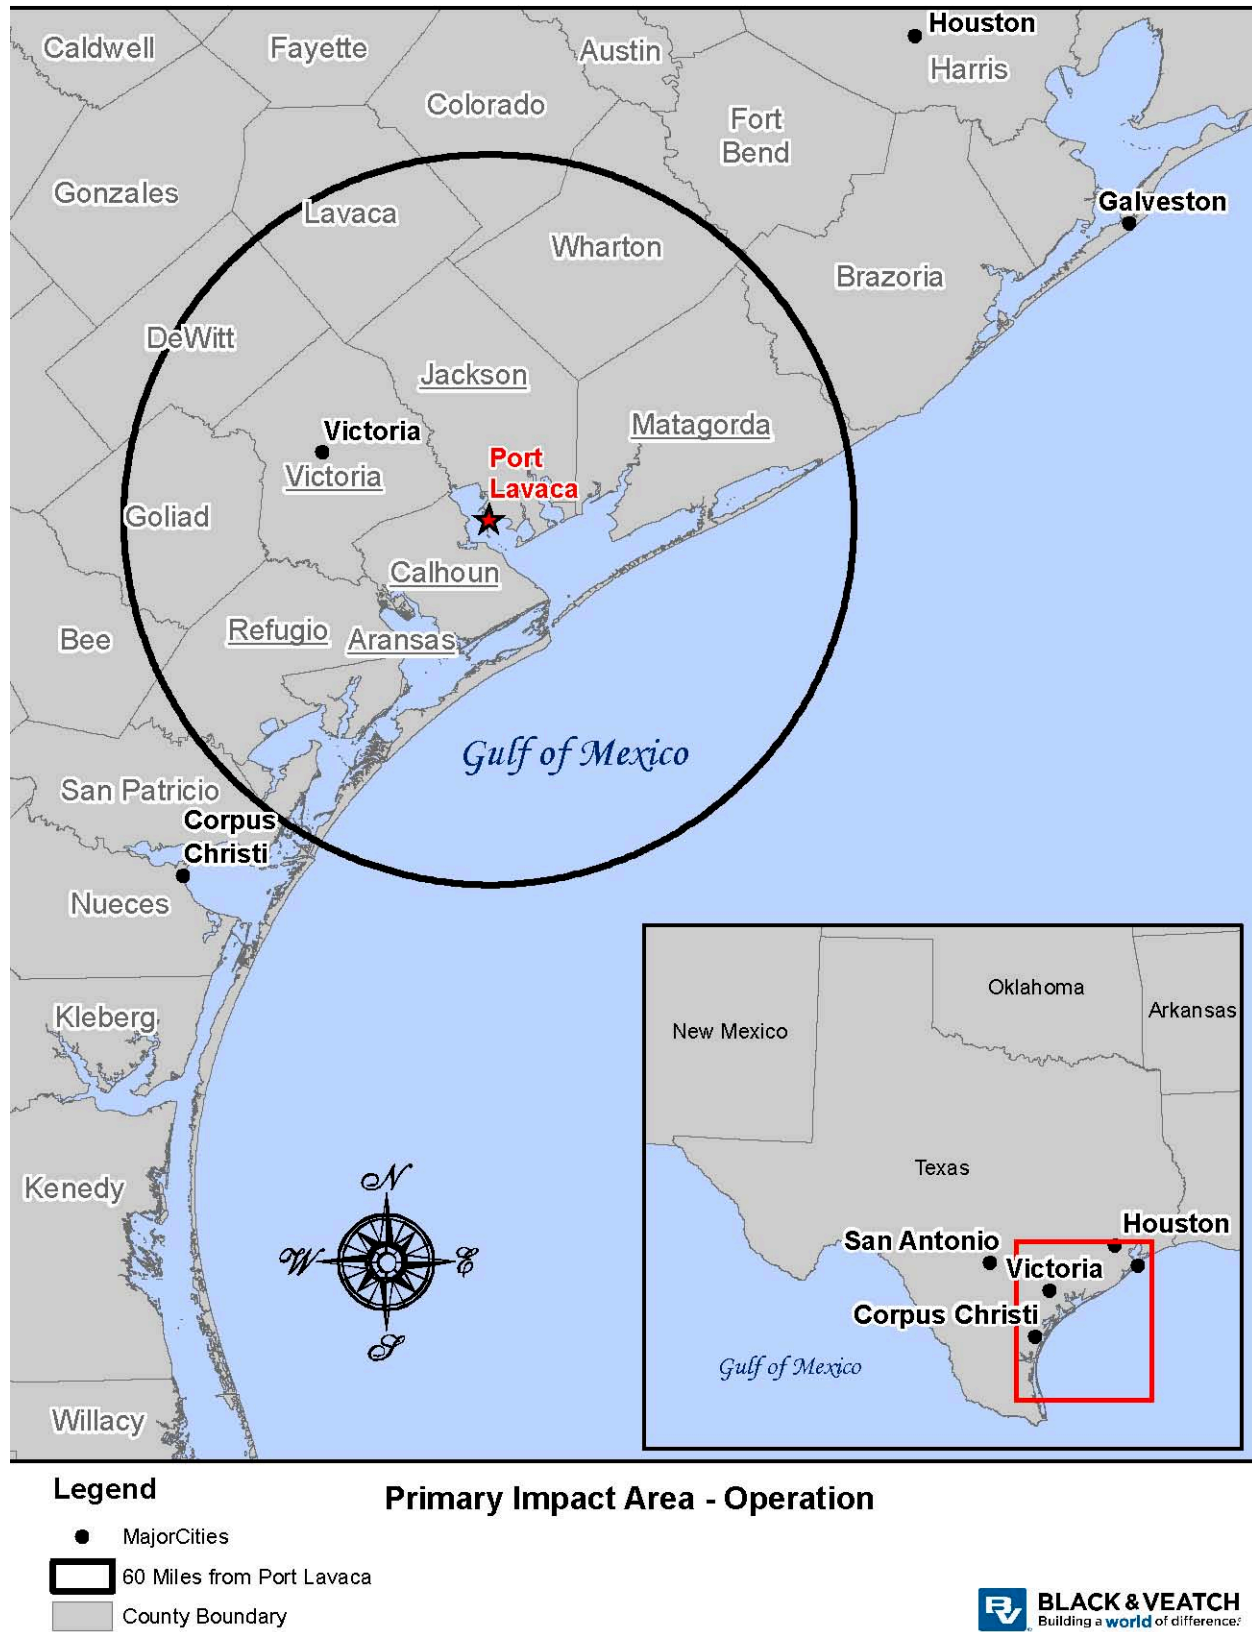 Houston
Caldwell
Fayette
Austin
Harris
Colorado
Fort
Bend
Gonzales
Lavaca
Galveston
Wharton
Brazoria
DeWitt
Jackson
Matagorda
Victoria
Victoria
Port
Lavaca
Goliad
Calhoun
Refugio
Aransas
Bee
Gulf of Mexico
San Patricio
Corpus
Christi
Nueces
Kleberg
Kenedy
Willacy
N
W
E
S
Oklahoma
Arkansas
New Mexico
Texas
Houston
San Antonio
Victoria
Corpus Christi
Gulf of Mexico
Legend
Primary Impact Area - Operation
MajorCities
60 Miles from Port Lavaca
County Boundary
BV
BLACK & VEATCH
Building a world of difference.